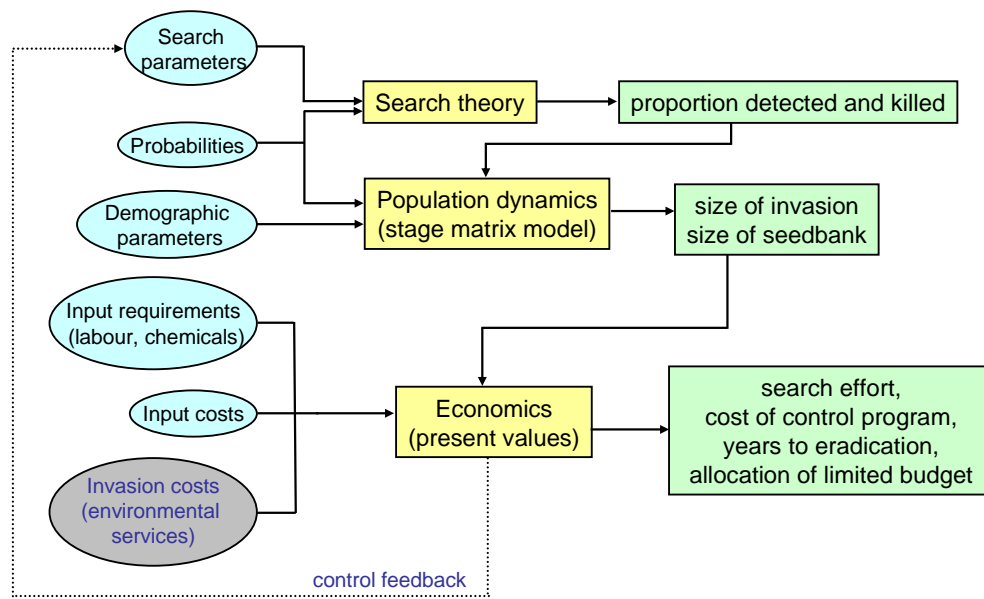 Search
parameters
Search theory
proportion detected and killed
Probabilities
Population dynamics
(stage matrix model)
Demographic
parameters
size of invasion
size of seedbank
Input requirements
(labour, chemicals)
Input costs
Economics
(present values)
search effort,
cost of control program,
years to eradication,
allocation of limited budget
Invasion costs
(environmental
services)
control feedback